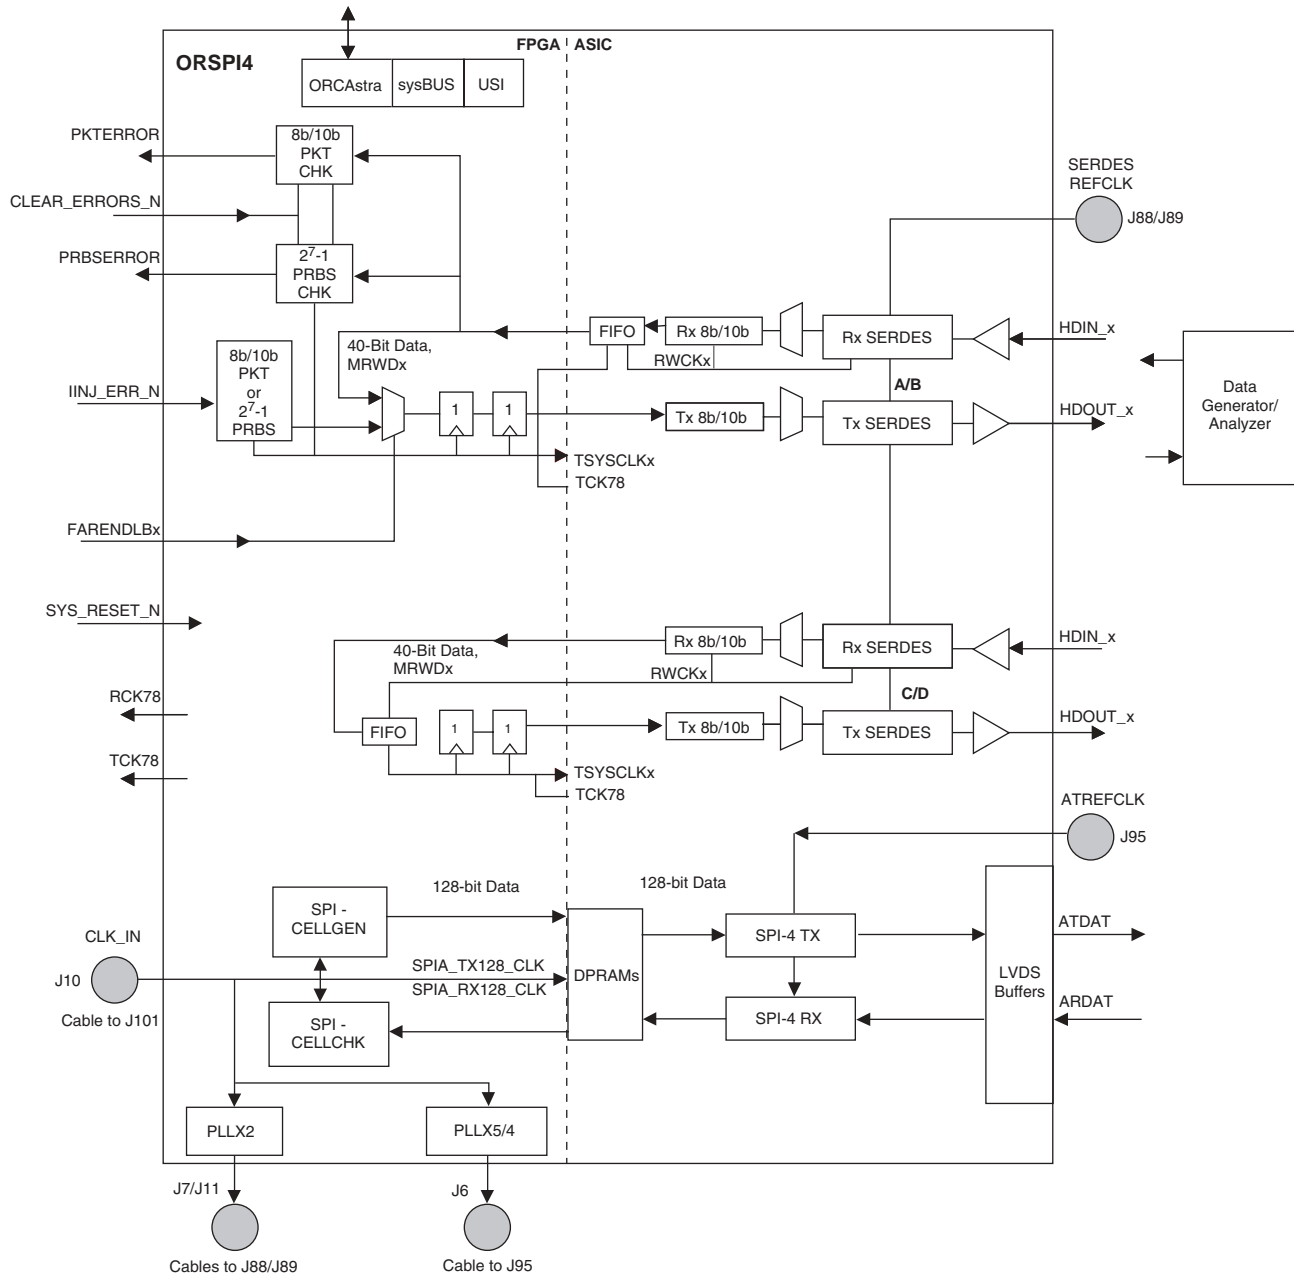 ORSPI4
FPGA
ASIC
ORCAstra
sysBUS
USI
PKTERROR
8b/10b
PKT
CHK
CLEAR_ERRORS_N
PRBSERROR
2⁷-1
PRBS
CHK
SERDES
REFCLK
J88/J89
40-Bit Data,
MRWDx
FIFO
Rx 8b/10b
RWCKx
Rx SERDES
HDIN_x
8b/10b
PKT
or
2⁷-1
PRBS
IINJ_ERR_N
1
1
Tx 8b/10b
A/B
Tx SERDES
HDOUT_x
Data
Generator/
Analyzer
TSYSCLKx
TCK78
FARENDLBx
SYS_RESET_N
40-Bit Data,
MRWDx
Rx 8b/10b
RWCKx
Rx SERDES
HDIN_x
RCK78
FIFO
1
1
Tx 8b/10b
C/D
Tx SERDES
HDOUT_x
TCK78
TSYSCLKx
TCK78
ATREFCLK
J95
128-bit Data
128-bit Data
SPI -
CELLGEN
CLK_IN
J10
Cable to J101
SPIA_TX128_CLK
SPIA_RX128_CLK
SPI -
CELLCHK
DPRAMs
SPI-4 TX
SPI-4 RX
LVDS
Buffers
ATDAT
ARDAT
PLLX2
PLLX5/4
J7/J11
J6
Cables to J88/J89
Cable to J95